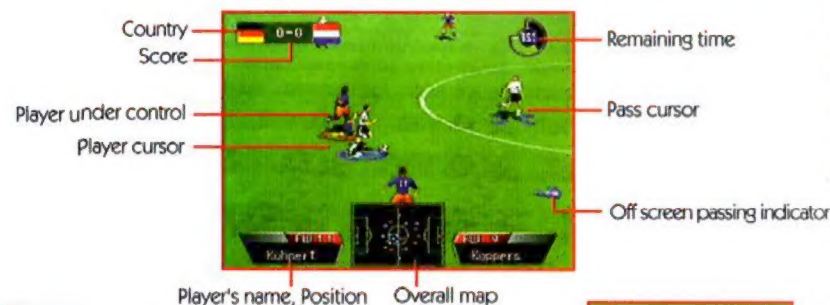 Country
0-0
Score
Remaining time
Player under control
Pass cursor
Player cursor
Off screen passing indicator
Kuhnert
Koppers
Player's name, Position
Overall map